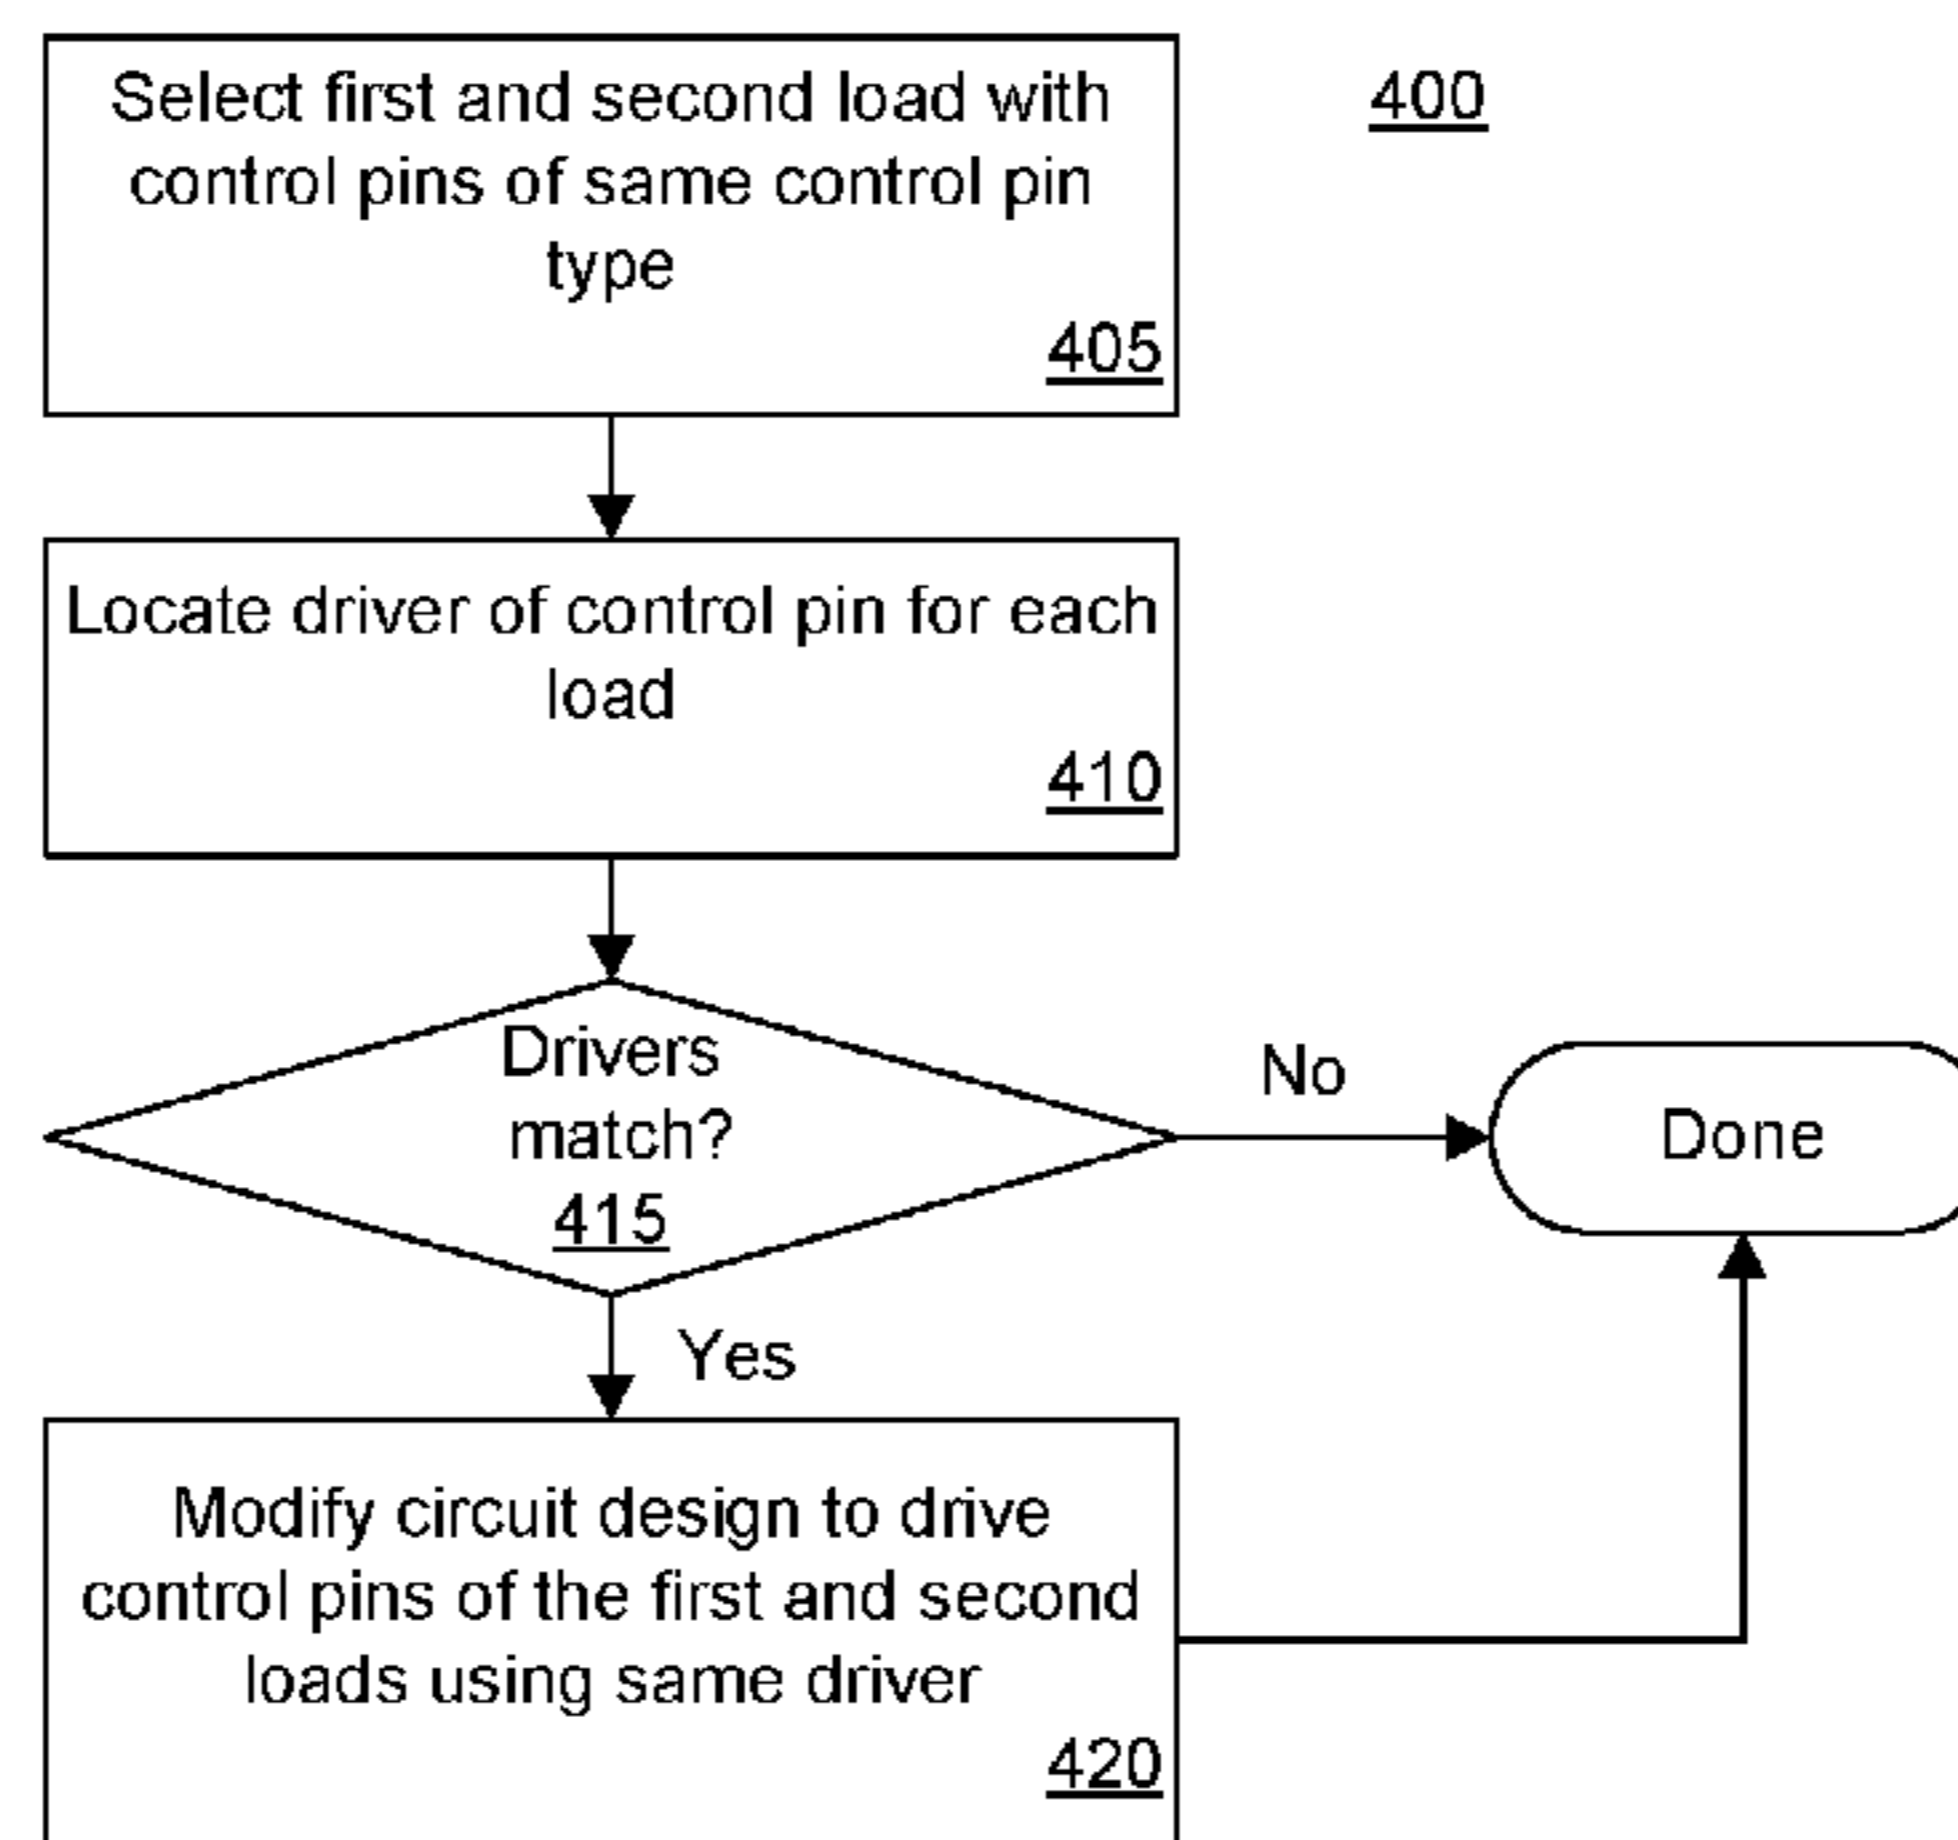 Select first and second load with
control pins of same control pin
type
405
400
Locate driver of control pin for each
load
410
Drivers
match?
415
No
Done
Yes
Modify circuit design to drive
control pins of the first and second
loads using same driver
420